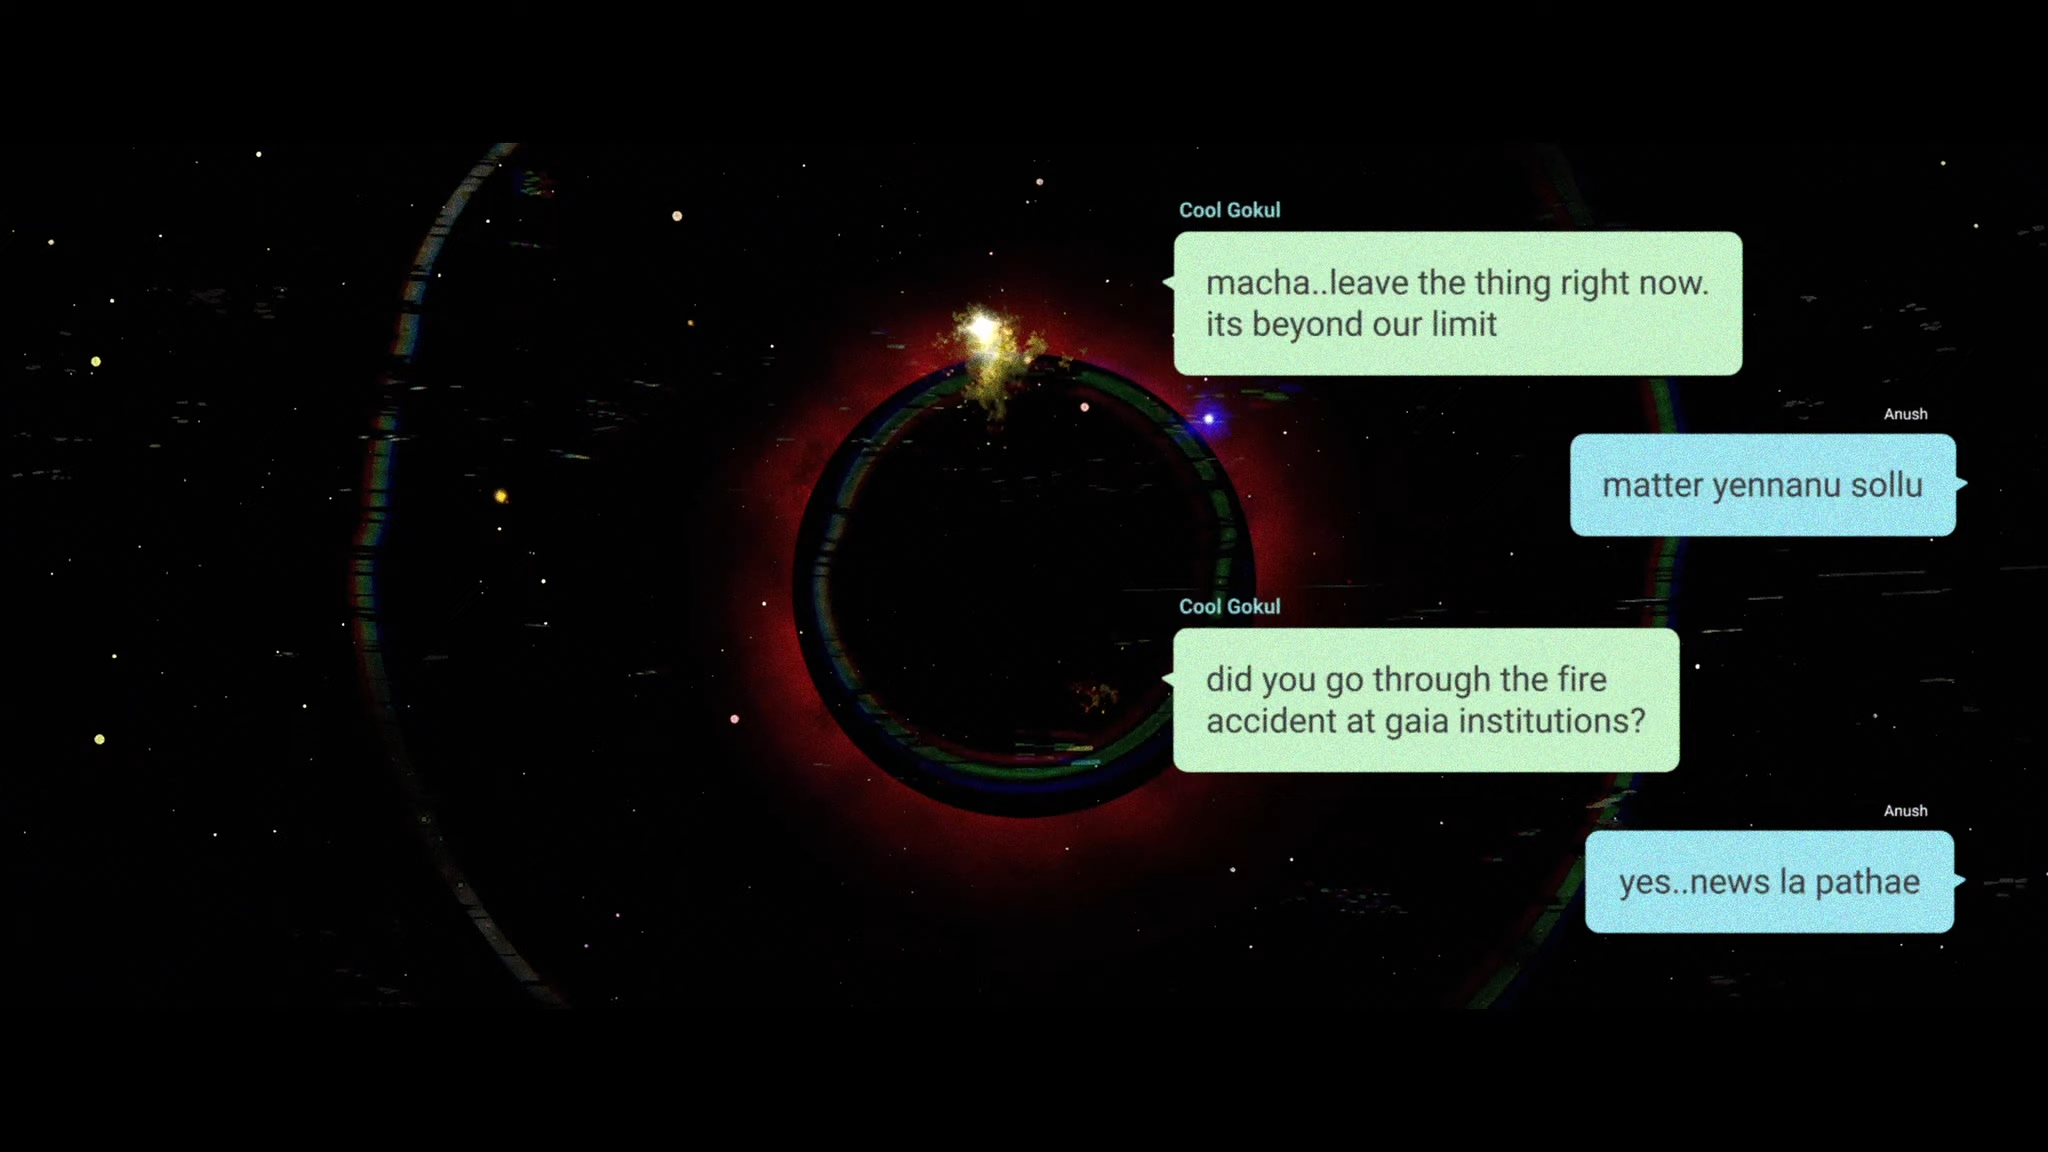 Cool Gokul
macha..leave the thing right now.
its beyond our limit
Anush
matter yennanu sollu
Cool Gokul
did you go through the fire
accident at gaia institutions?
Anush
yes..news la pathae